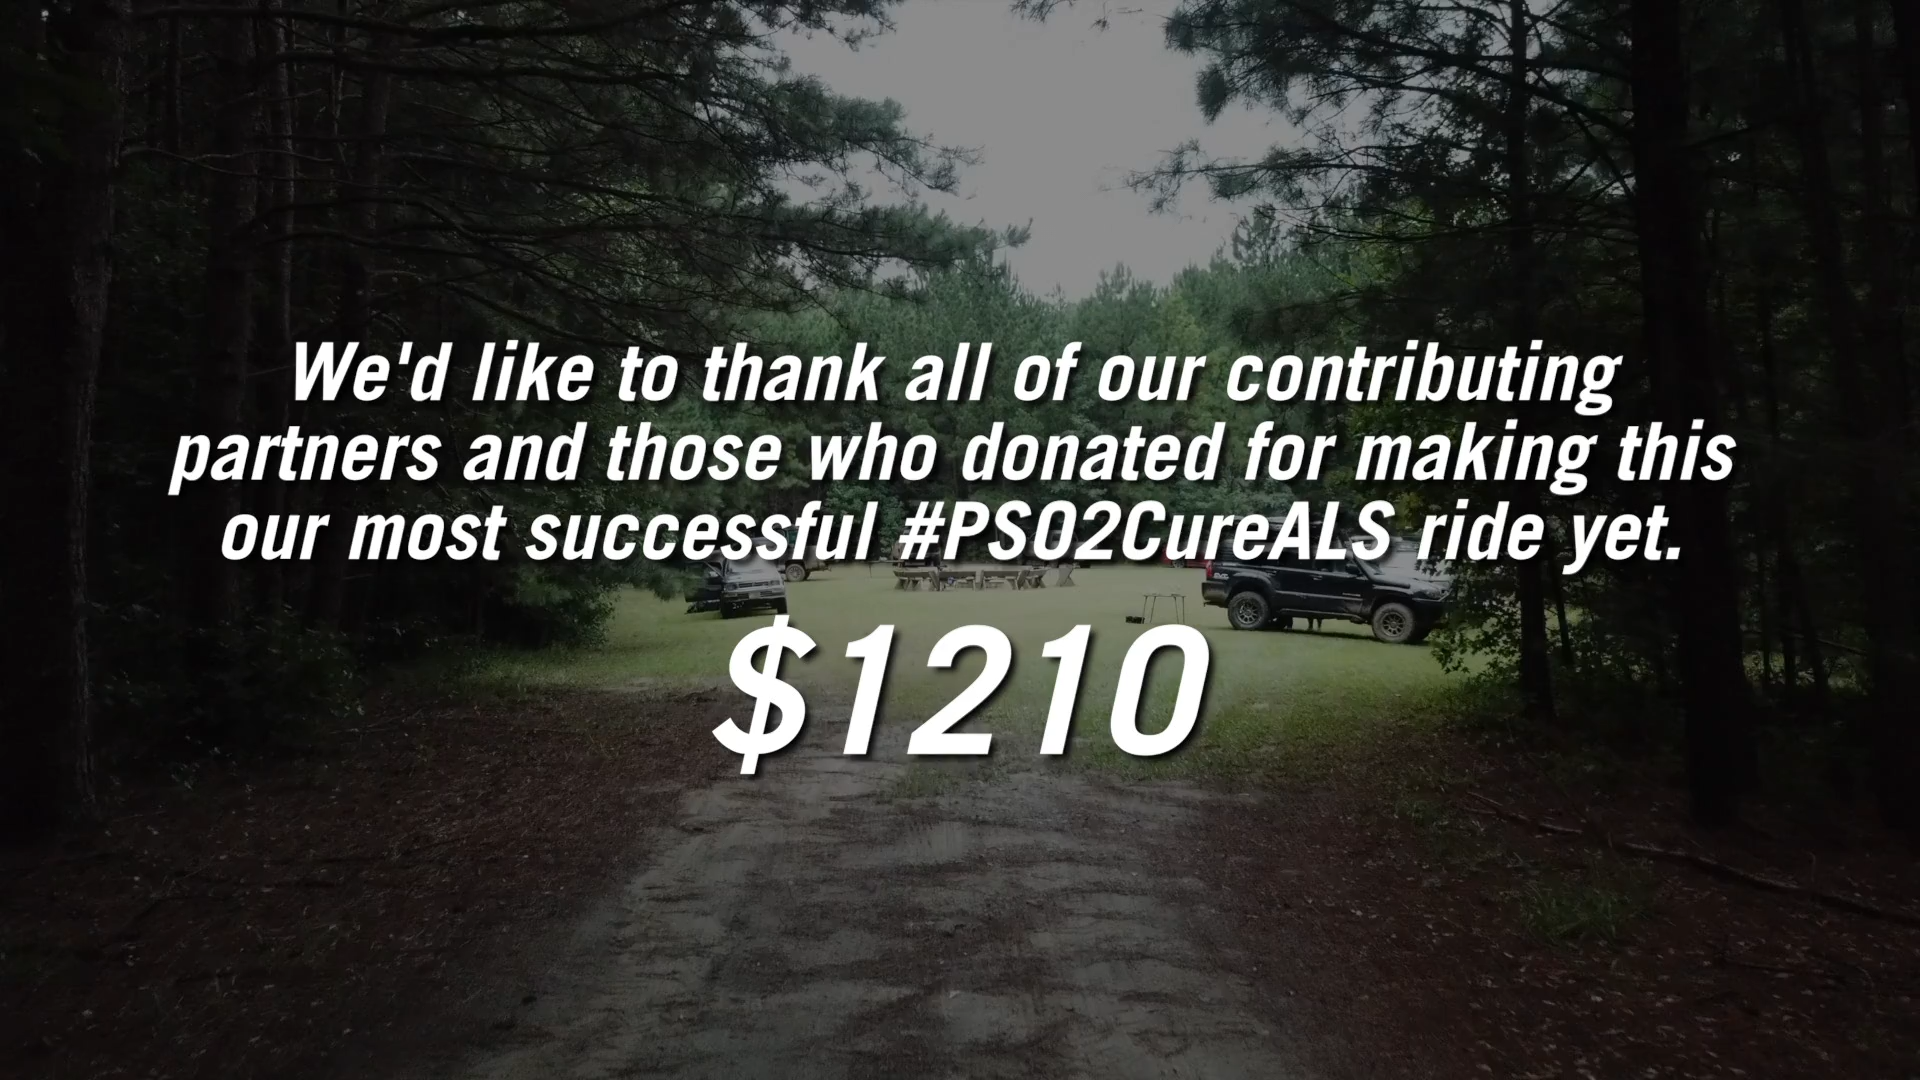 We'd like to thank all of our contributing
partners and those who donated for making this
our most successful #PSO2CureALS ride yet.
$1210